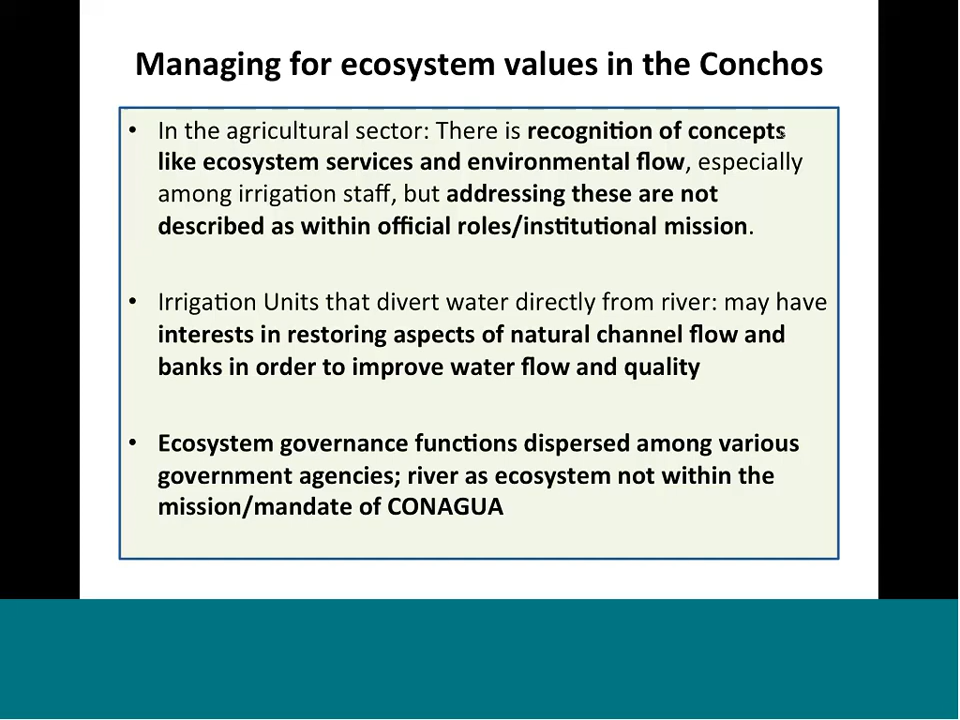 Managing for ecosystem values in the Conchos
• In the agricultural sector: There is recognition of concepts
like ecosystem services and environmental flow, especially
among irrigation staff, but addressing these are not
described as within official roles/institutional mission.
• Irrigation Units that divert water directly from river: may have
interests in restoring aspects of natural channel flow and
banks in order to improve water flow and quality
• Ecosystem governance functions dispersed among various
government agencies; river as ecosystem not within the
mission/mandate of CONAGUA